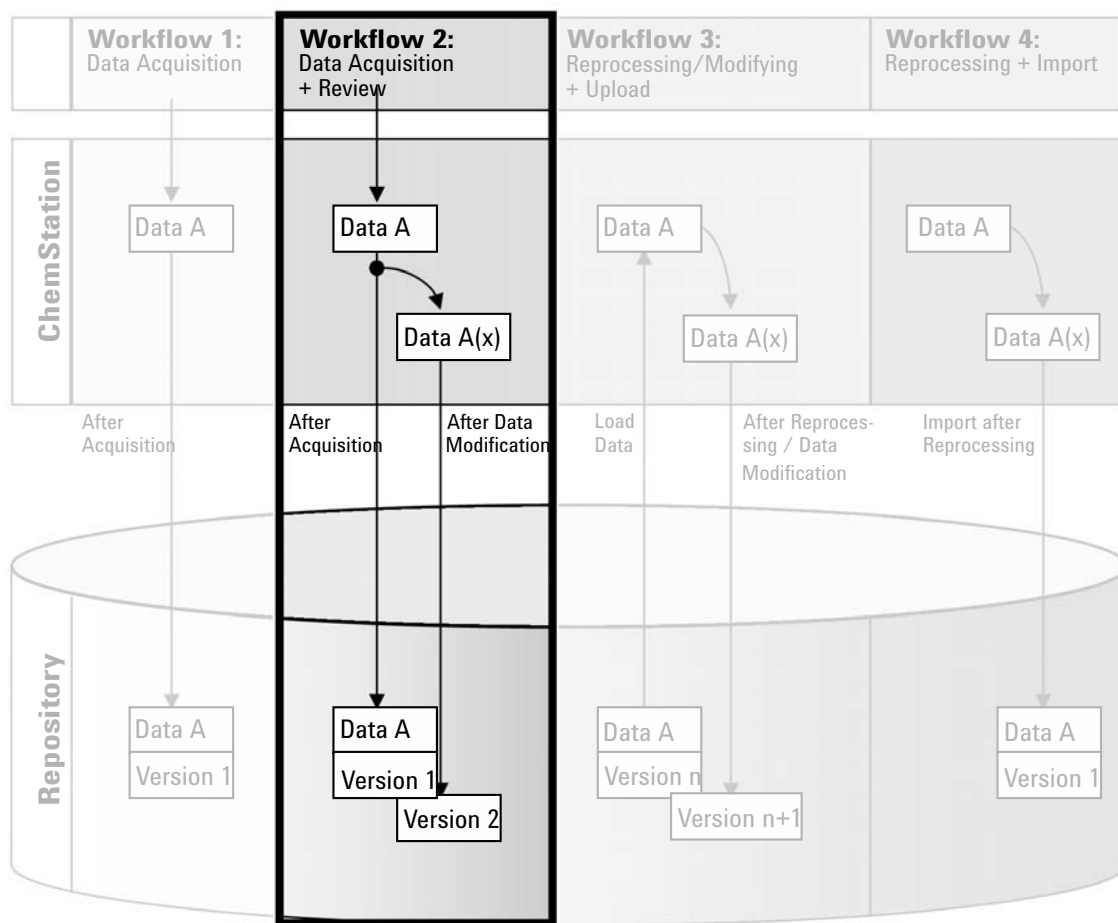 Workflow 1:
Data Acquisition
Workflow 2:
Data Acquisition
+ Review
Workflow 3:
Reprocessing/Modifying
+ Upload
Workflow 4:
Reprocessing + Import
ChemStation
Data A
Data A
Data A(x)
Data A
Data A(x)
Data A
Data A(x)
After
Acquisition
After
Acquisition
After Data
Modification
Load
Data
After Reproces-
sing / Data
Modification
Import after
Reprocessing
Repository
Data A
Version 1
Data A
Version 1
Version 2
Data A
Version n
Version n+1
Data A
Version 1